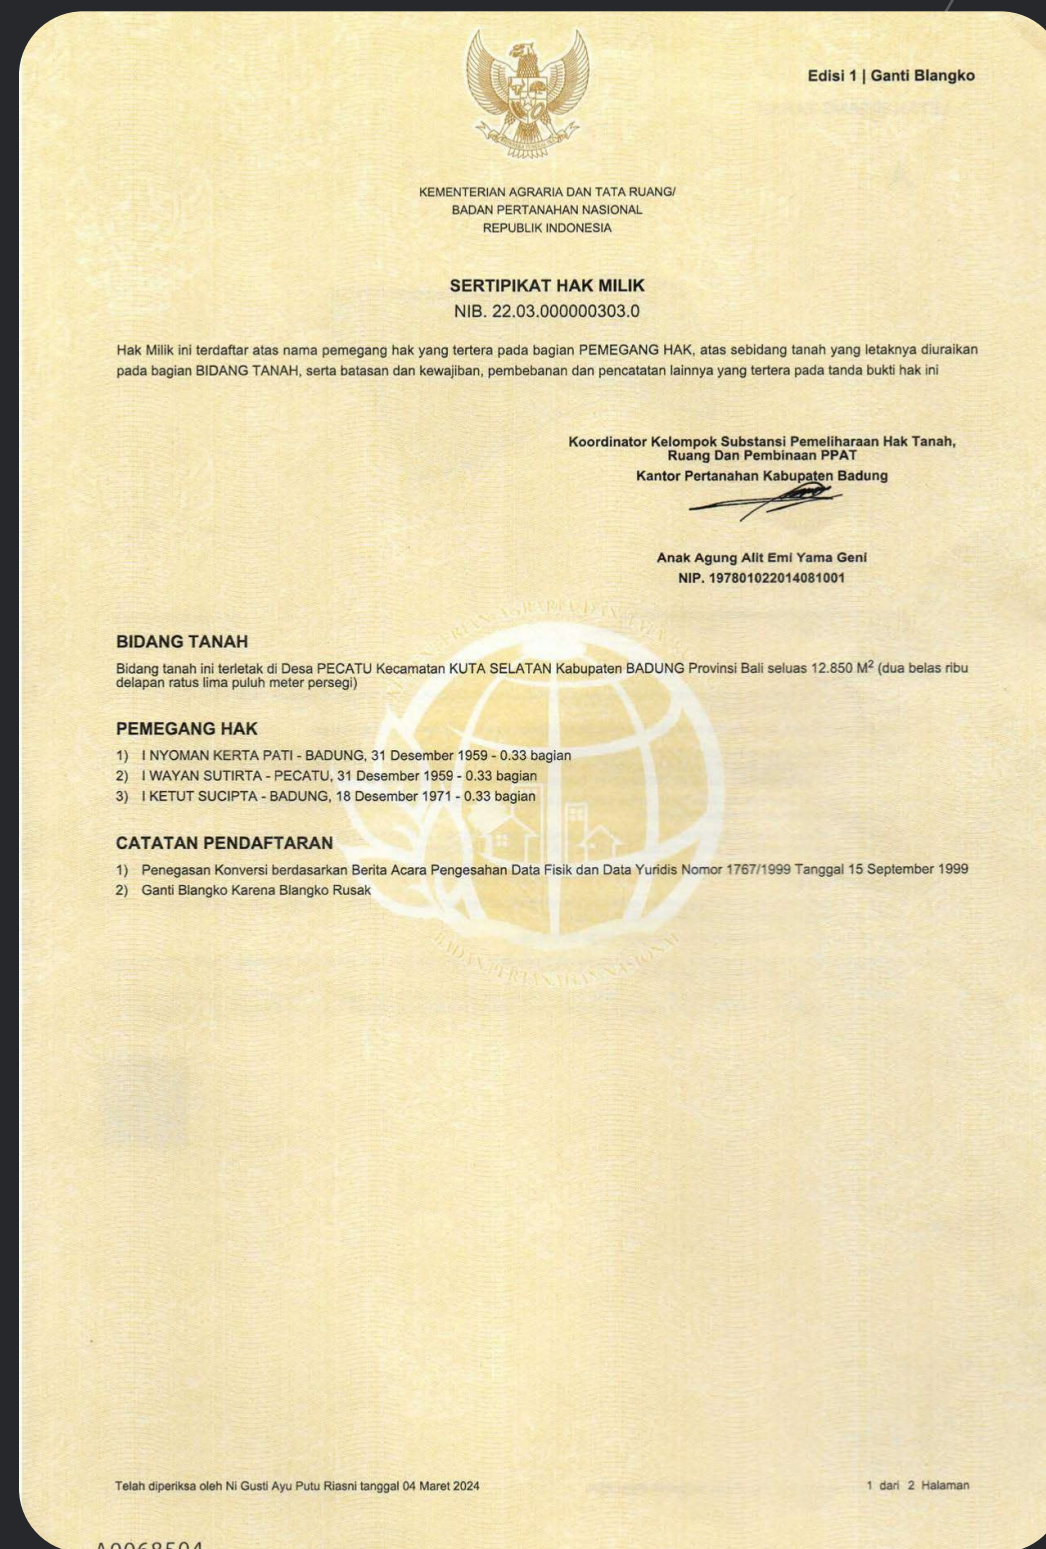 Edisi 1 | Ganti Blangko
KEMENTERIAN AGRARIA DAN TATA RUANG/
BADAN PERTANAHAN NASIONAL
REPUBLIK INDONESIA
SERTIPIKAT HAK MILIK
NIB. 22.03.000000303.0
Hak Milik ini terdaftar atas nama pemegang hak yang tertera pada bagian PEMEGANG HAK, atas sebidang tanah yang letaknya diuraikan
pada bagian BIDANG TANAH, serta batasan dan kewajiban, pembebanan dan pencatatan lainnya yang tertera pada tanda bukti hak ini
Koordinator Kelompok Substansi Pemeliharaan Hak Tanah,
Ruang Dan Pembinaan PPAT
Kantor Pertanahan Kabupaten Badung
Anak Agung Alit Emi Yama Geni
NIP. 197801022014081001
BIDANG TANAH
Bidang tanah ini terletak di Desa PECATU Kecamatan KUTA SELATAN Kabupaten BADUNG Provinsi Bali seluas 12.850 M² (dua belas ribu
delapan ratus lima puluh meter persegi)
PEMEGANG HAK
1) I NYOMAN KERTA PATI - BADUNG, 31 Desember 1959 - 0.33 bagian
2) I WAYAN SUTIRTA - PECATU, 31 Desember 1959 - 0.33 bagian
3) I KETUT SUCIPTA - BADUNG, 18 Desember 1971 - 0.33 bagian
CATATAN PENDAFTARAN
1) Penegasan Konversi berdasarkan Berita Acara Pengesahan Data Fisik dan Data Yuridis Nomor 1767/1999 Tanggal 15 September 1999
2) Ganti Blangko Karena Blangko Rusak
BADAN PERTANAHAN NASIONAL
Telah diperiksa oleh Ni Gusti Ayu Putu Riasni tanggal 04 Maret 2024
1 dari 2 Halaman
A0068504